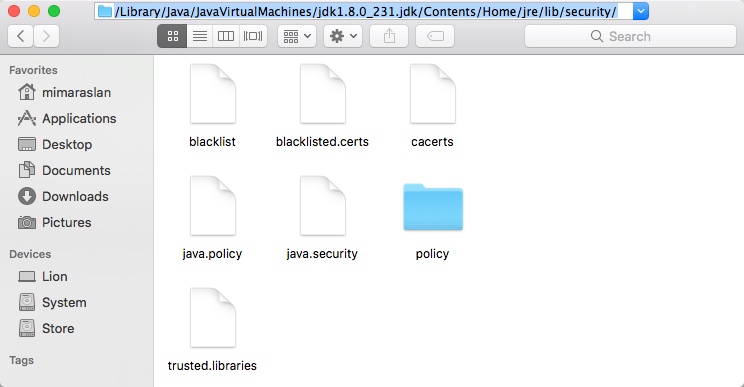 /Library/Java/JavaVirtualMachines/jdk1.8.0_231.jdk/Contents/Home/jre/lib/security/
Search
Favorites
mimaraslan
Applications
Desktop
Documents
Downloads
Pictures
Devices
Lion
System
Store
Tags
blacklist
blacklisted.certs
cacerts
java.policy
java.security
policy
trusted.libraries